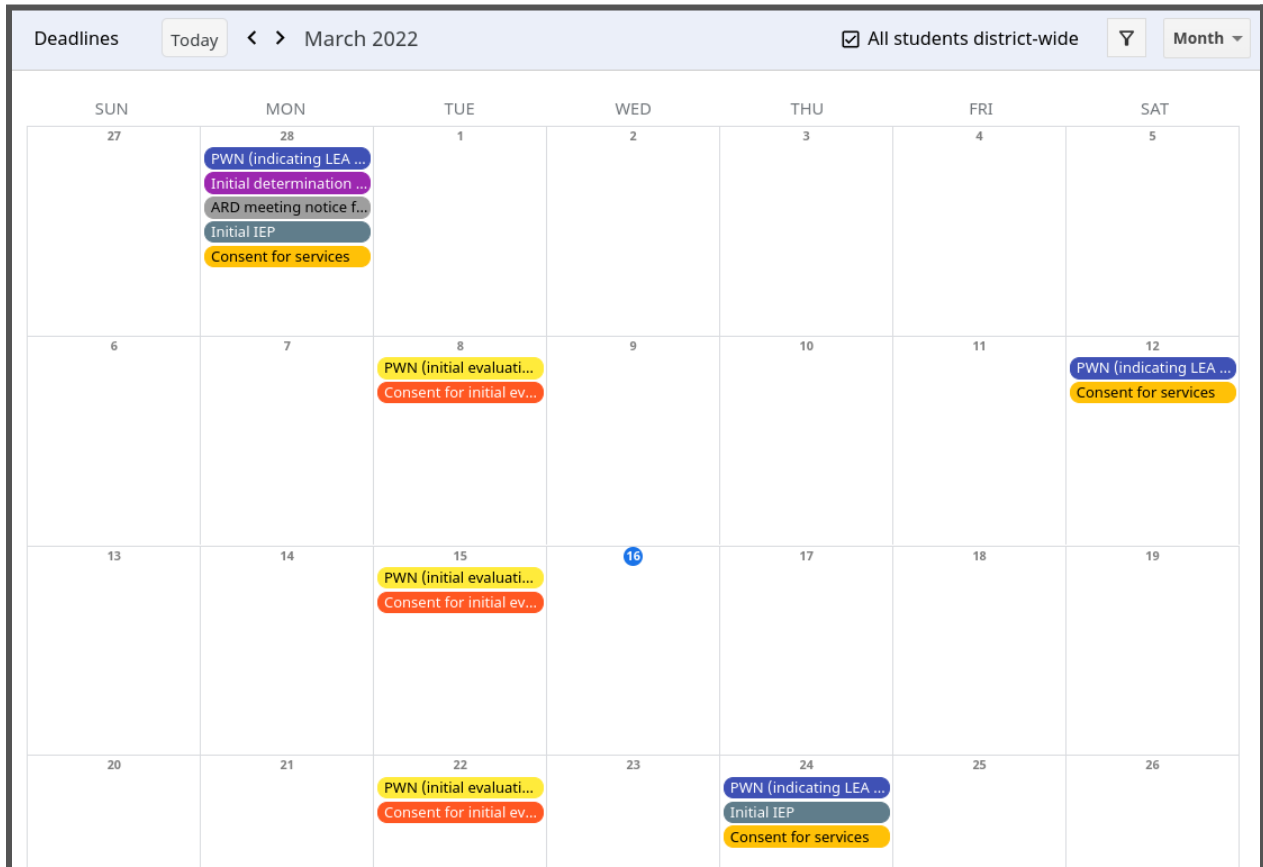 Deadlines Today March 2022 All students district-wide Month
SUN MON TUE WED THU FRI SAT
27 28 1 2 3 4 5
PWN (indicating LEA ...
Initial determination ...
ARD meeting notice f...
Initial IEP
Consent for services
6 7 8 9 10 11 12
PWN (initial evaluati... PWN (indicating LEA ...
Consent for initial ev... Consent for services
13 14 15 16 17 18 19
PWN (initial evaluati...
Consent for initial ev...
20 21 22 23 24 25 26
PWN (initial evaluati... PWN (indicating LEA ...
Consent for initial ev... Initial IEP
Consent for services